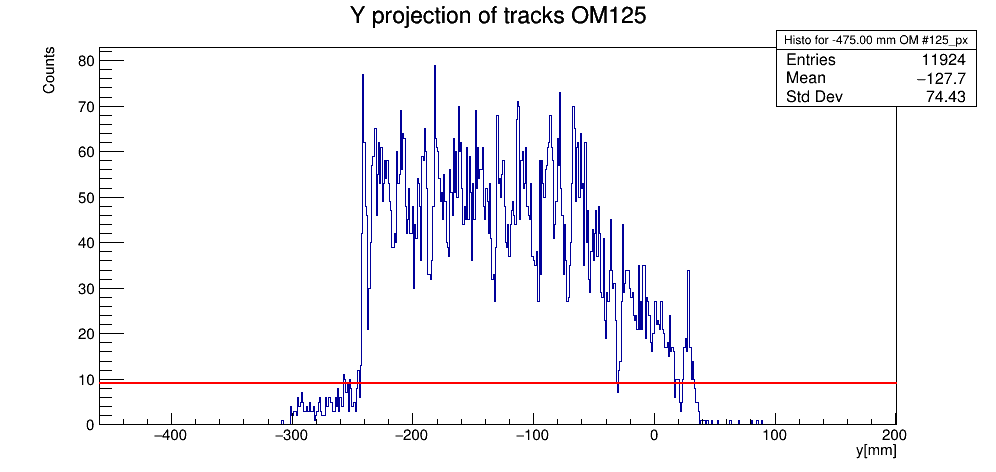 Y projection of tracks OM125
Histo for -475.00 mm OM #125_px
Entries 11924
Mean −127.7
Std Dev 74.43
Counts
80
70
60
50
40
30
20
10
0
−400 −300 −200 −100 0 100 200
y[mm]